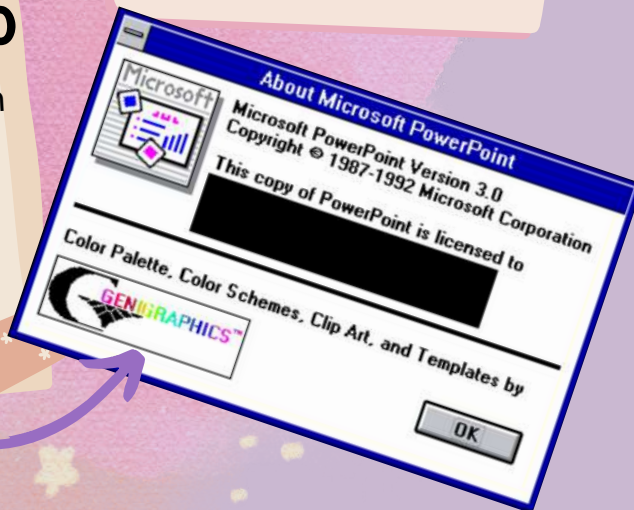 About Microsoft PowerPoint
Microsoft
Microsoft PowerPoint Version 3.0
Copyright © 1987-1992 Microsoft Corporation
This copy of PowerPoint is licensed to
Color Palette, Color Schemes, Clip Art, and Templates by
GENIGRAPHICS™
OK